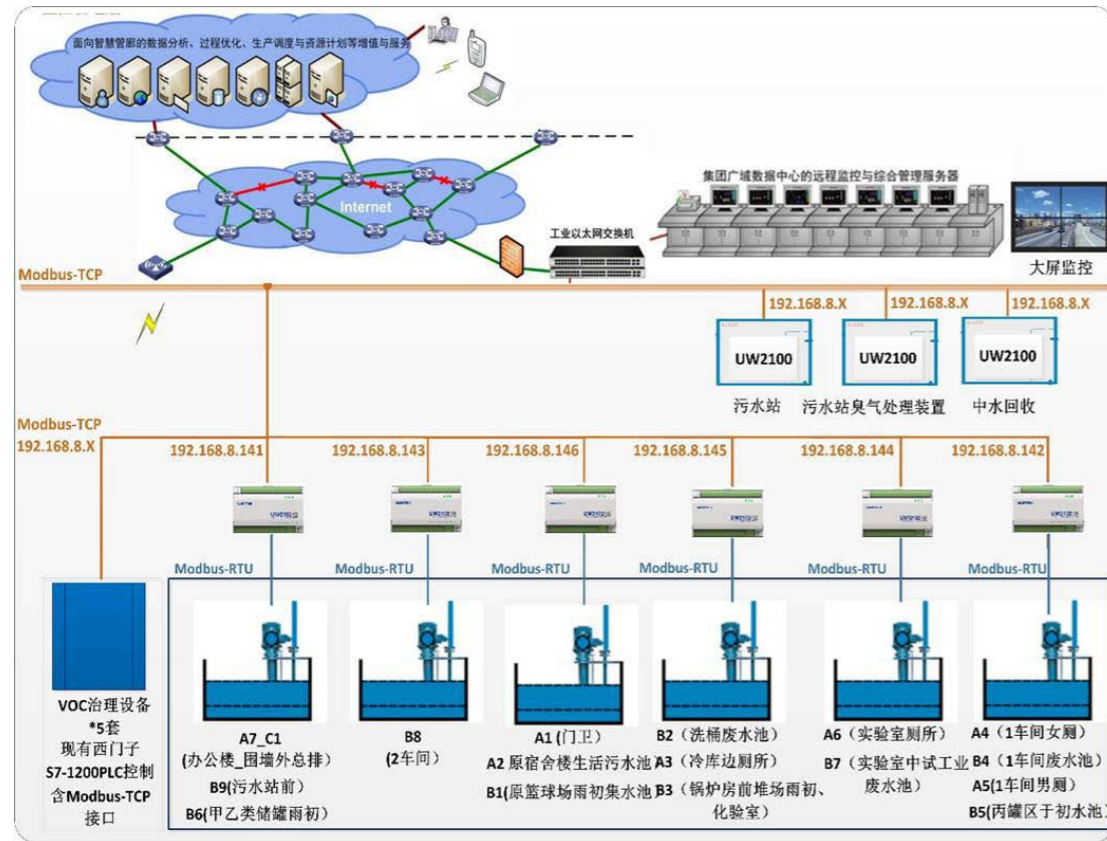 面向智慧管廊的数据分析、过程优化、生产调度与资源计划等增值与服务
Internet
集团广域数据中心的远程监控与综合管理服务器
工业以太网交换机
大屏监控
Modbus-TCP
192.168.8.X
192.168.8.X
192.168.8.X
UW2100
UW2100
UW2100
污水站
污水站臭气处理装置
中水回收
Modbus-TCP
192.168.8.X
192.168.8.141
192.168.8.143
192.168.8.146
192.168.8.145
192.168.8.144
192.168.8.142
Modbus-RTU
Modbus-RTU
Modbus-RTU
Modbus-RTU
Modbus-RTU
Modbus-RTU
VOC治理设备
*5套
现有西门子
S7-1200PLC控制
含Modbus-TCP
接口
A7_C1
(办公楼_围墙外总排)
B9(污水站前)
B6(甲乙类储罐雨初)
B8
(2车间)
A1(门卫)
A2 原宿舍楼生活污水池
B1(原篮球场雨初集水池)
B2（洗桶废水池）
A3（冷库边厕所）
B3（锅炉房前堆场雨初、
化验室）
A6（实验室厕所）
B7（实验室中试工业
废水池）
A4（1车间女厕）
B4（1车间废水池）
A5(1车间男厕）
B5(丙罐区于初水池)